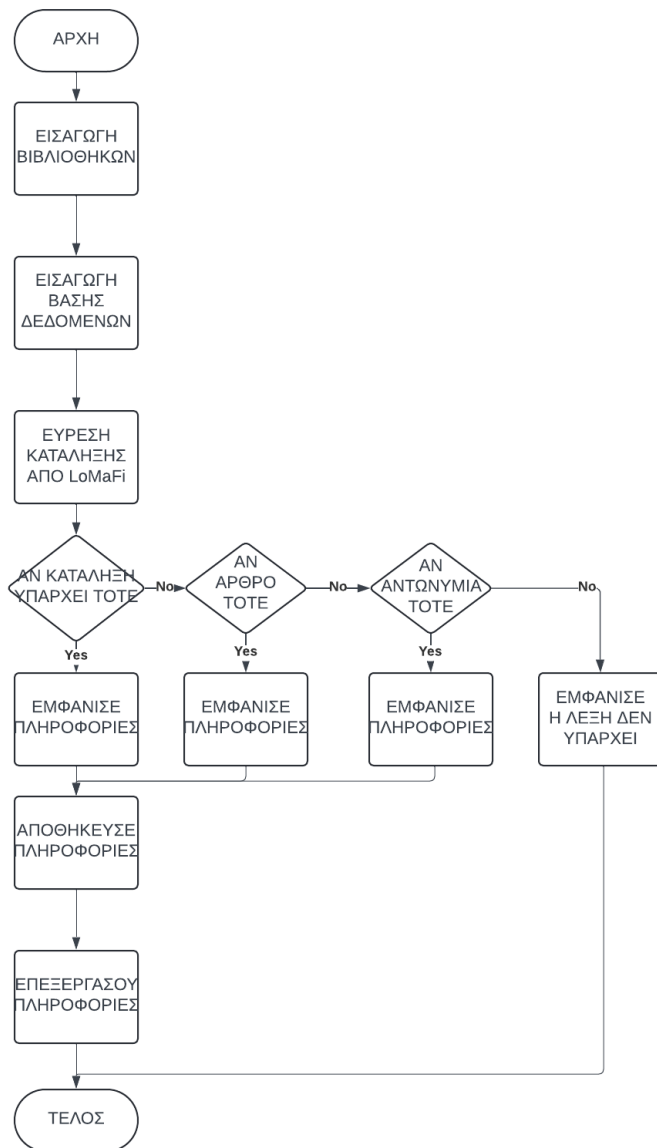 ΑΡΧΗ
ΕΙΣΑΓΩΓΗ
ΒΙΒΛΙΟΘΗΚΩΝ
ΕΙΣΑΓΩΓΗ
ΒΑΣΗΣ
ΔΕΔΟΜΕΝΩΝ
ΕΥΡΕΣΗ
ΚΑΤΑΛΗΞΗΣ
ΑΠΟ LoMaFi
ΑΝ ΚΑΤΑΛΗΞΗ
ΥΠΑΡΧΕΙ ΤΟΤΕ
No
ΑΝ
ΑΡΘΡΟ
ΤΟΤΕ
No
ΑΝ
ΑΝΤΩΝΥΜΙΑ
ΤΟΤΕ
No
Yes
Yes
Yes
ΕΜΦΑΝΙΣΕ
ΠΛΗΡΟΦΟΡΙΕΣ
ΕΜΦΑΝΙΣΕ
ΠΛΗΡΟΦΟΡΙΕΣ
ΕΜΦΑΝΙΣΕ
ΠΛΗΡΟΦΟΡΙΕΣ
ΕΜΦΑΝΙΣΕ
Η ΛΕΞΗ ΔΕΝ
ΥΠΑΡΧΕΙ
ΑΠΟΘΗΚΕΥΣΕ
ΠΛΗΡΟΦΟΡΙΕΣ
ΕΠΕΞΕΡΓΑΣΟΥ
ΠΛΗΡΟΦΟΡΙΕΣ
ΤΕΛΟΣ